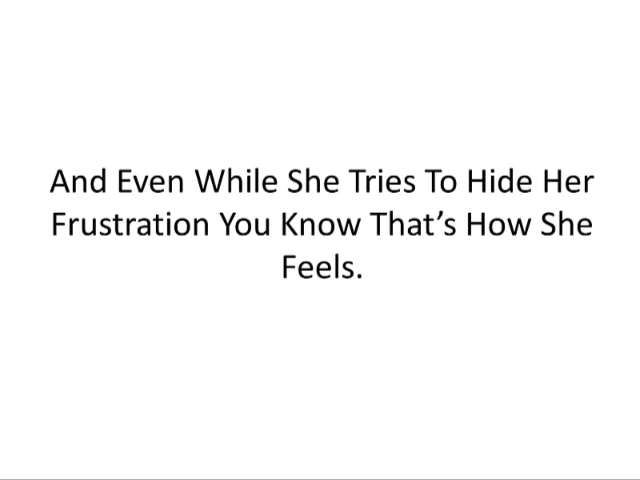 And Even While She Tries To Hide Her
Frustration You Know That’s How She
Feels.